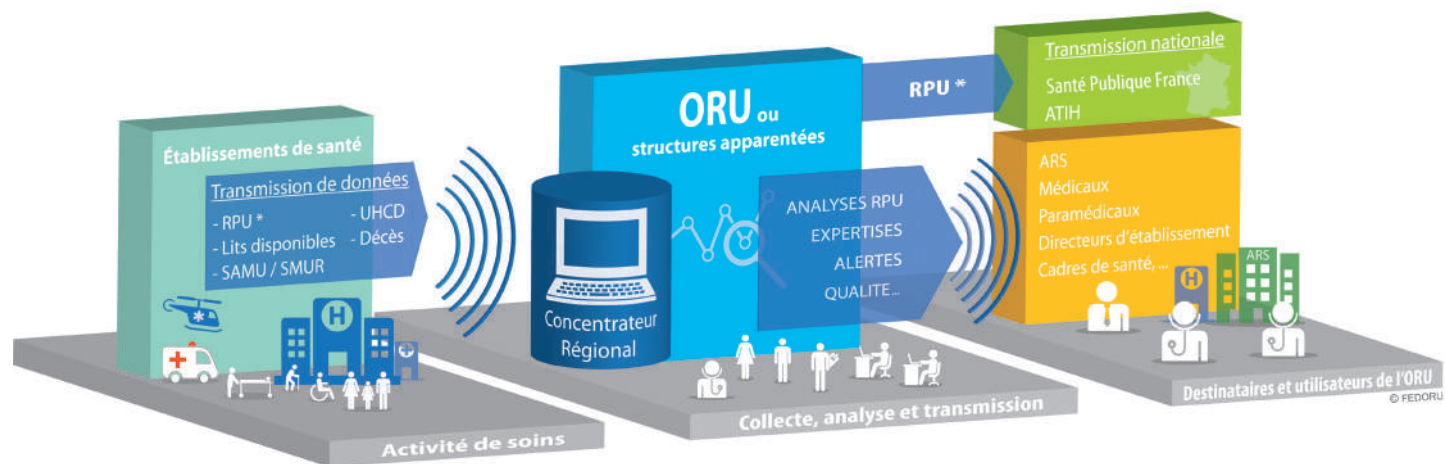 Établissements de santé
Transmission de données
- RPU *
- Lits disponibles
- SAMU / SMUR
- UHCD
- Décès
H
Activité de soins
ORU ou
structures apparentées
Concentrateur
Régional
RPU *
ANALYSES RPU
EXPERTISES
ALERTES
QUALITE...
Collecte, analyse et transmission
Transmission nationale
Santé Publique France
ATIH
ARS
Médicaux
Paramédicaux
Directeurs d'établissement
Cadres de santé,...
H
ARS
Destinataires et utilisateurs de l'ORU
© FEDORU